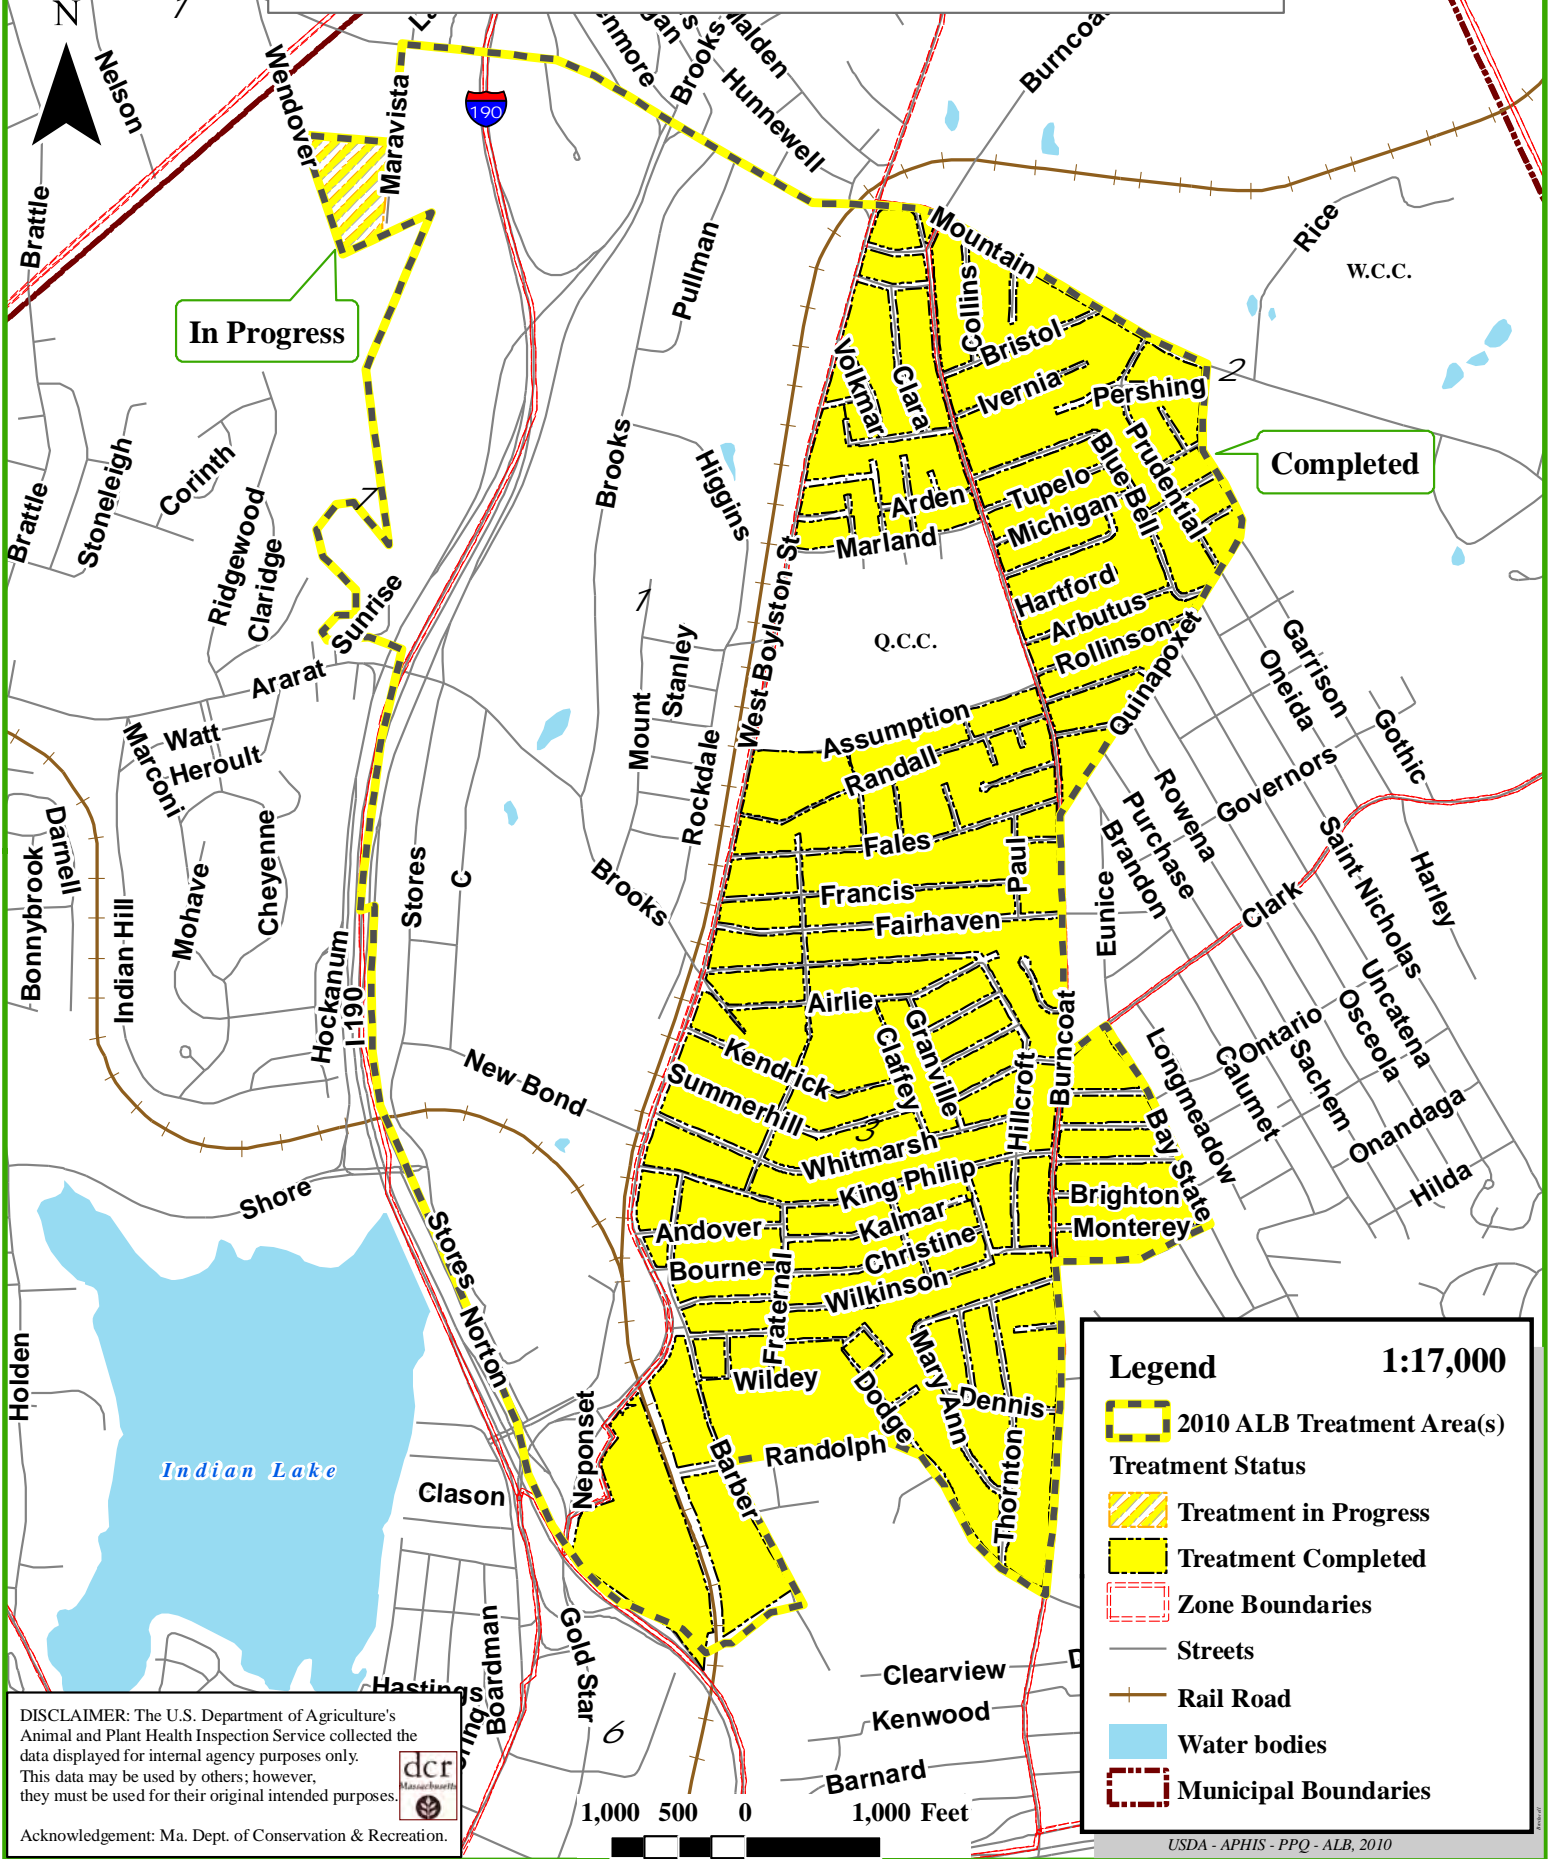 N
1
Nelson
Wendover
Maravista
190
Brooks
Malden
Hunnewell
Burncoat
Brattle
Pullman
Mountain
Rice
W.C.C.
In Progress
Collins
Bristol
Volkmar
Clara
Ivernia
Pershing
2
Completed
Brooks
Higgins
Stoneleigh
Corinth
Ridgewood
Claridge
Brattle
7
Blue Bell
Prudential
Tupelo
Arden
Michigan
Marland
Sunrise
1
Stanley
Mount
West Boylston St
Q.C.C.
Hartford
Arbutus
Rollinson
Quinapoxet
Garrison
Oneida
Ararat
Watt
Heroult
Marconi
Assumption
Randall
Gothic
Governors
Rowena
Purchase
Brandon
Rockdale
Darnell
Bonnybrook
Indian Hill
Mohave
Cheyenne
Stores
C
Brooks
Fales
Francis
Fairhaven
Paul
Eunice
Clark
Saint Nicholas
Harley
Hockanum
I-190
Airlie
Claffey
Granville
Hillcroft
Burncoat
Uncatena
Osceola
Ontario
Sachem
Calumet
Longmeadow
Bay State
Onandaga
Hilda
New Bond
Kendrick
Summerhill
3
Whitmarsh
King Philip
Kalmar
Christine
Wilkinson
Andover
Bourne
Fraternal
Brighton
Monterey
Shore
Stores
Norton
Holden
Wildey
Dodge
Mary Ann
Dennis
Thornton
Randolph
Barber
Neponset
Indian Lake
Clason
Boardman
Gold Star
Hastings
6
Clearview
Kenwood
Barnard
Legend 1:17,000
2010 ALB Treatment Area(s)
Treatment Status
Treatment in Progress
Treatment Completed
Zone Boundaries
Streets
Rail Road
Water bodies
Municipal Boundaries
DISCLAIMER: The U.S. Department of Agriculture's
Animal and Plant Health Inspection Service collected the
data displayed for internal agency purposes only.
This data may be used by others; however,
they must be used for their original intended purposes.
Acknowledgement: Ma. Dept. of Conservation & Recreation.
dcr
Massachusetts
1,000 500 0 1,000 Feet
USDA - APHIS - PPQ - ALB, 2010